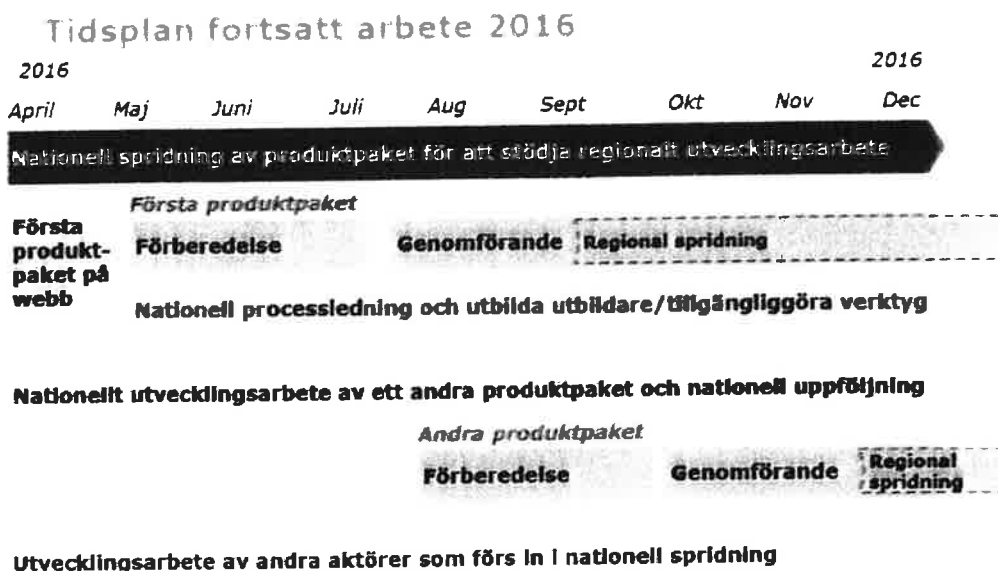 Tidsplan fortsatt arbete 2016
2016 2016
April Maj Juni Juli Aug Sept Okt Nov Dec
Nationell spridning av produktpaket för att stödja regionalt utvecklingsarbete
Första produktpaket
Första
produkt-
paket på
webb
Förberedelse Genomförande Regional spridning
Nationell processledning och utbilda utbildare/tillgängliggöra verktyg
Nationellt utvecklingsarbete av ett andra produktpaket och nationell uppföljning
Andra produktpaket
Förberedelse Genomförande Regional
spridning
Utvecklingsarbete av andra aktörer som förs in i nationell spridning